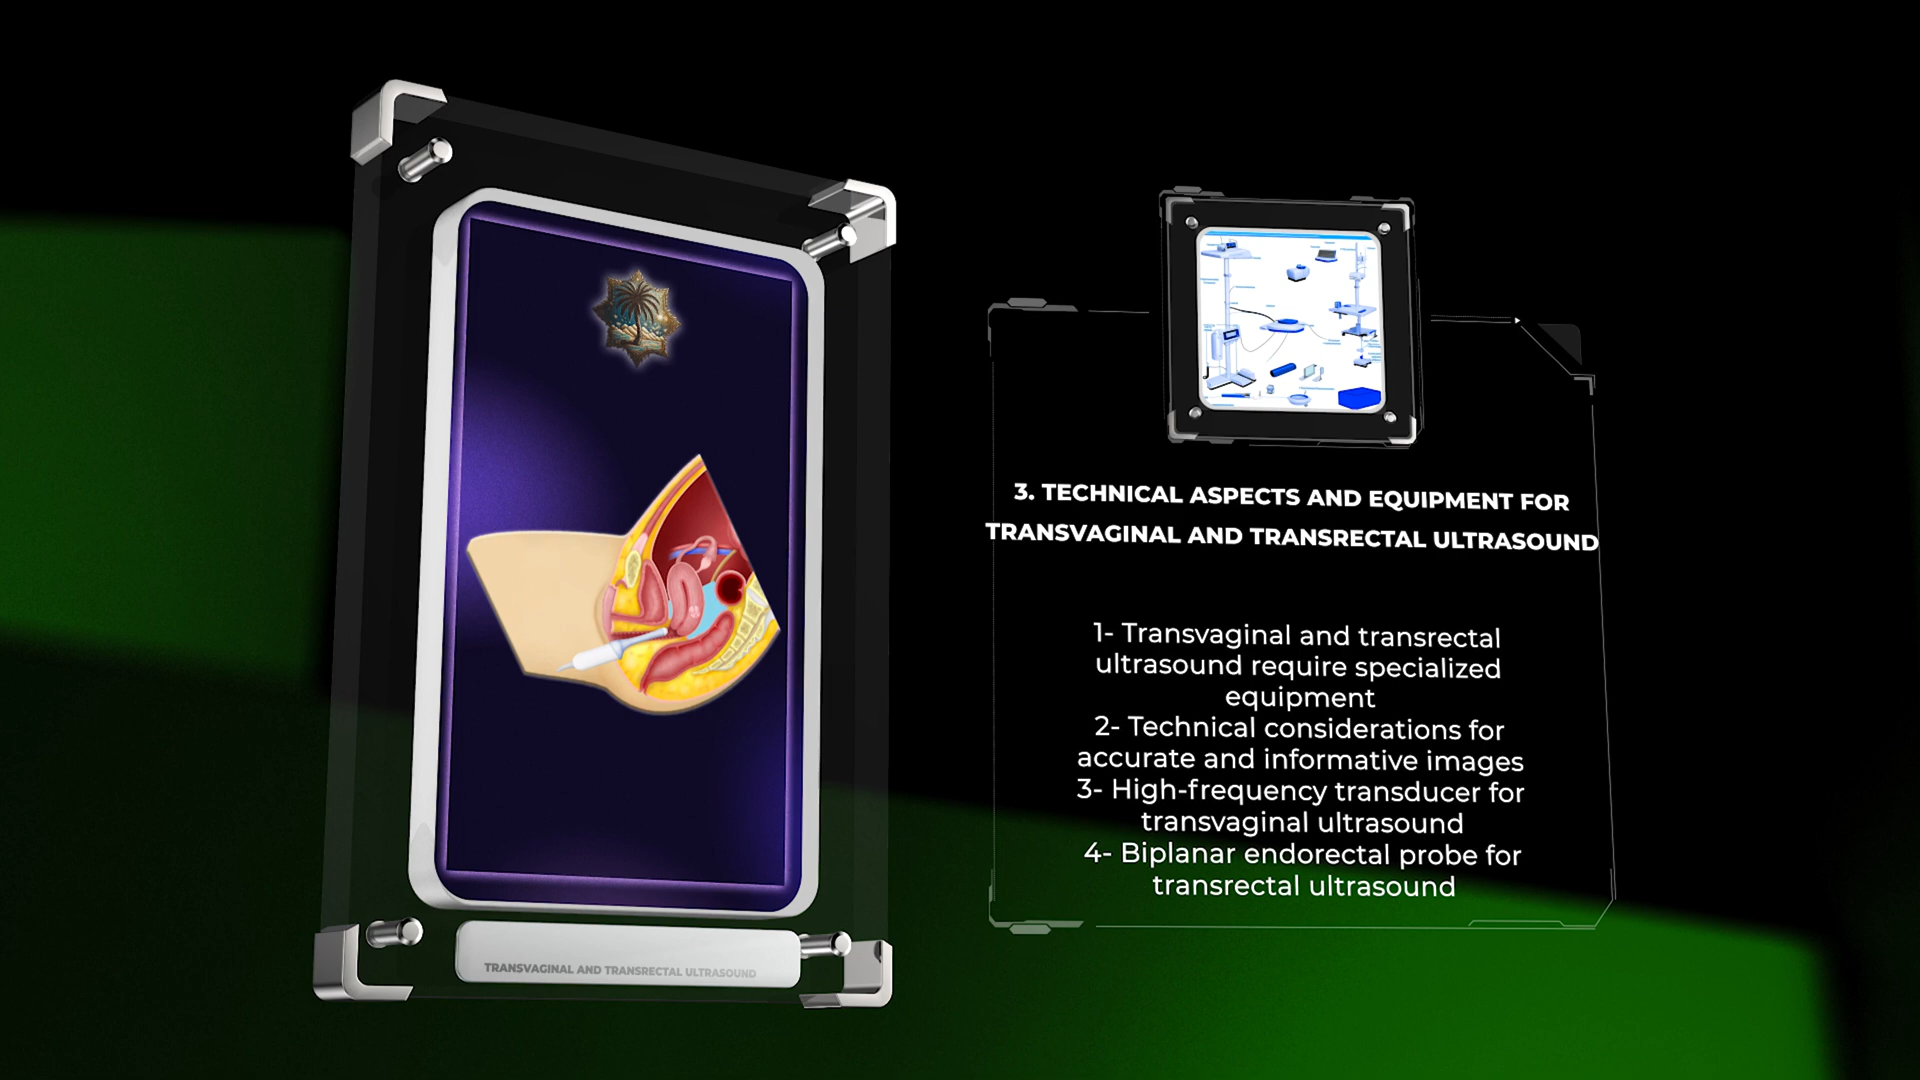 3. TECHNICAL ASPECTS AND EQUIPMENT FOR
TRANSVAGINAL AND TRANSRECTAL ULTRASOUND
1- Transvaginal and transrectal
ultrasound require specialized
equipment
2- Technical considerations for
accurate and informative images
3- High-frequency transducer for
transvaginal ultrasound
4- Biplanar endorectal probe for
transrectal ultrasound
TRANSVAGINAL AND TRANSRECTAL ULTRASOUND